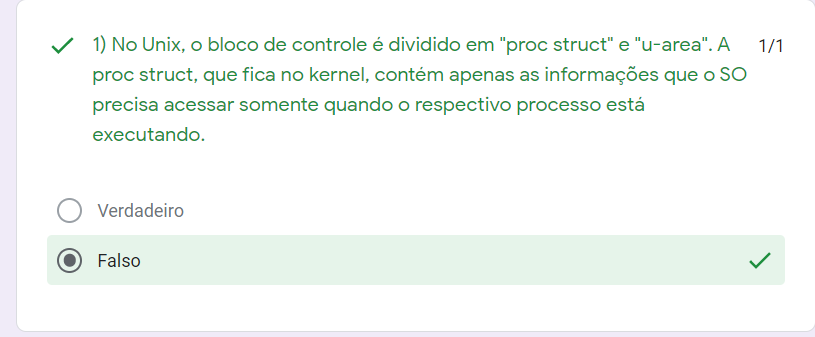 1) No Unix, o bloco de controle é dividido em "proc struct" e "u-area". A 1/1
proc struct, que fica no kernel, contém apenas as informações que o SO
precisa acessar somente quando o respectivo processo está
executando.
Verdadeiro
Falso